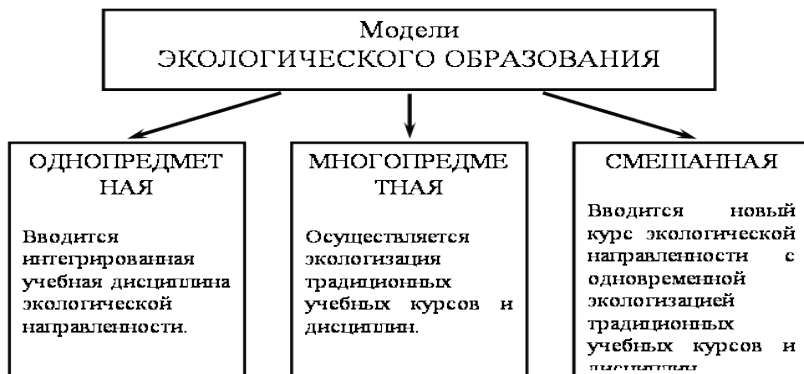 Модели
ЭКОЛОГИЧЕСКОГО ОБРАЗОВАНИЯ
ОДНОПРЕДМЕТ
НАЯ
Вводится
интегрированная
учебная дисциплина
экологической
направленности.
МНОГОПРЕДМЕ
ТНАЯ
Осуществляется
экологизация
традиционных
учебных курсов и
дисциплин.
СМЕШАННАЯ
Вводится новый
курс экологической
направленности с
одновременной
экологизацией
традиционных
учебных курсов и
дисциплин